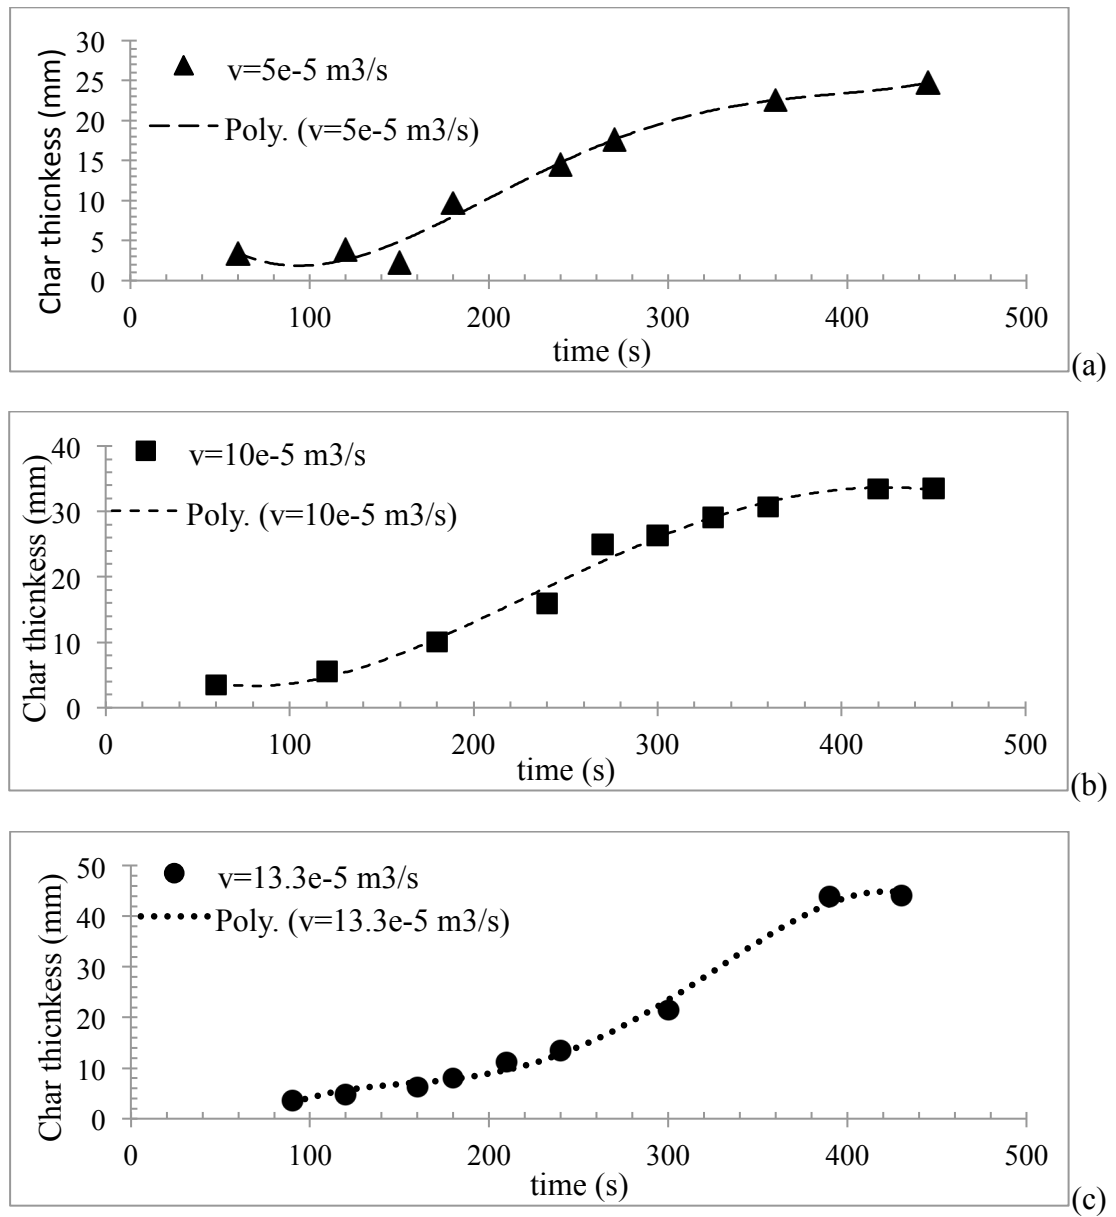 30
25
20
15
10
5
0
Char thicnkess (mm)
v=5e-5 m3/s
Poly. (v=5e-5 m3/s)
0 100 200 300 400 500
time (s)
(a)
40
30
20
10
0
Char thicnkess (mm)
v=10e-5 m3/s
Poly. (v=10e-5 m3/s)
0 100 200 300 400 500
time (s)
(b)
50
40
30
20
10
0
Char thicnkess (mm)
v=13.3e-5 m3/s
Poly. (v=13.3e-5 m3/s)
0 100 200 300 400 500
time (s)
(c)